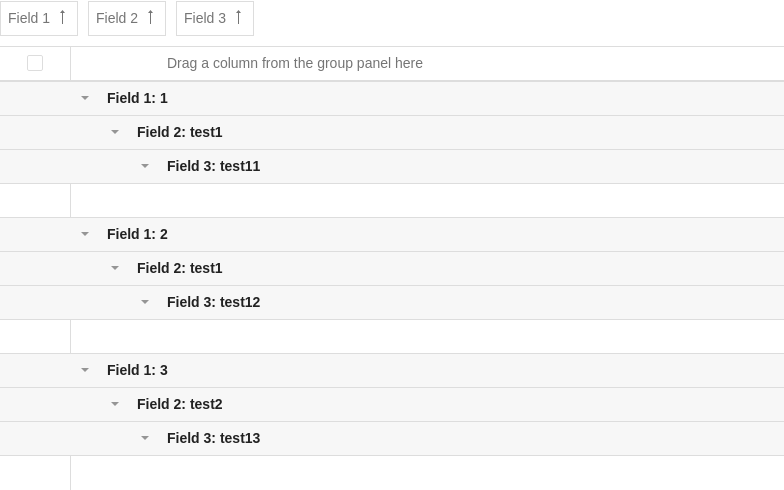 Field 1 ↑ Field 2 ↑ Field 3 ↑
Drag a column from the group panel here
Field 1: 1
Field 2: test1
Field 3: test11
Field 1: 2
Field 2: test1
Field 3: test12
Field 1: 3
Field 2: test2
Field 3: test13